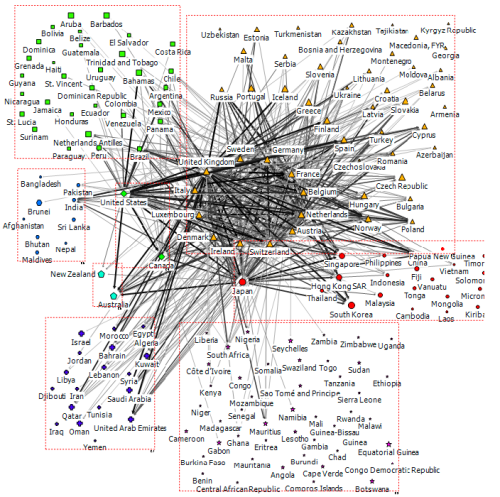 Aruba
Barbados
Bolivia
Belize
Dominica
El Salvador
Guatemala
Costa Rica
Grenada
Haiti
Trinidad and Tobago
Guyana
St. Vincent
Uruguay
Bahamas
Chile
Dominican Republic
Argentina
Nicaragua
Jamaica
Colombia
Ecuador
Mexico
St. Lucia
Honduras
Venezuela
Panama
Surinam
Netherlands Antilles
Paraguay
Peru
Brazil
Uzbekistan
Estonia
Turkmenistan
Kazakhstan
Tajikistan
Kyrgyz Republic
Bosnia and Herzegovina
Macedonia, FYR
Georgia
Malta
Serbia
Montenegro
Slovenia
Lithuania
Moldova
Albania
Russia
Portugal
Iceland
Ukraine
Croatia
Belarus
Greece
Latvia
Slovakia
Armenia
Finland
Cyprus
Spain
Turkey
Sweden
Germany
Azerbaijan
United Kingdom
Czechoslovakia
Romania
France
Czech Republic
Italy
Belgium
Hungary
Bulgaria
Luxembourg
Netherlands
Norway
Poland
Denmark
Austria
Ireland
Switzerland
Bangladesh
Pakistan
Brunei
India
Afghanistan
Sri Lanka
Bhutan
Nepal
Maldives
United States
Canada
New Zealand
Australia
Japan
Singapore
Philippines
Papua New Guinea
China
Vietnam
Timor
Hong Kong SAR
Indonesia
Fiji
Vanuatu
Solomon
Thailand
Malaysia
Tonga
Mongolia
Micron
South Korea
Cambodia
Laos
Kirib
Morocco
Egypt
Algeria
Jordan
Bahrain
Kuwait
Lebanon
Libya
Syria
Djibouti
Iran
Saudi Arabia
Qatar
Tunisia
Iraq
Oman
United Arab Emirates
Yemen
Liberia
Nigeria
Seychelles
Zambia
Zimbabwe
Uganda
South Africa
Côte d'Ivoire
Somalia
Swaziland
Togo
Sudan
Congo
Tanzania
Ethiopia
Kenya
Sao Tomé and Principe
Mozambique
Sierra Leone
Niger
Senegal
Namibia
Mali
Rwanda
Madagascar
Mauritius
Guinea-Bissau
Malawi
Cameroon
Ghana
Lesotho
Guinea
Gabon
Eritrea
Chad
Equatorial Guinea
Burkina Faso
Mauritania
Burundi
Congo Democratic Republic
Angola
Cape Verde
Benin
Central African Republic
Comoros Islands
Botswana